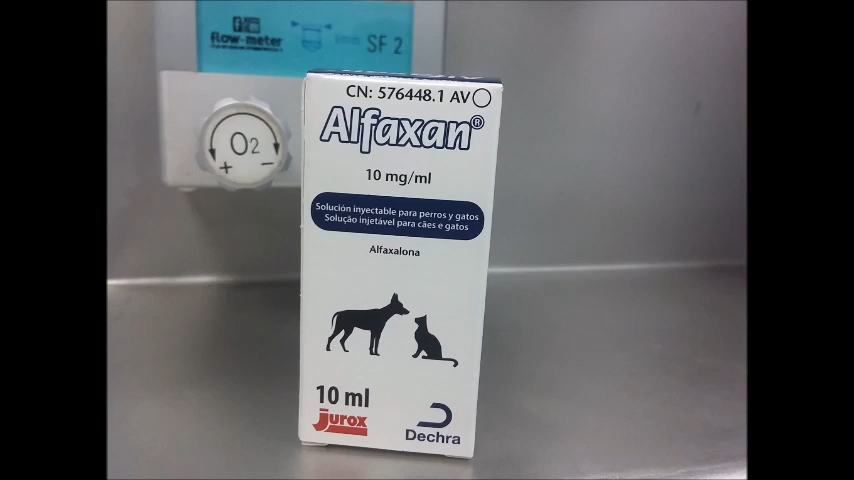 flow-meter
SF 2
O2
+ −
CN: 576448.1 AV
Alfaxan®
10 mg/ml
Solución inyectable para perros y gatos
Solução injetável para cães e gatos
Alfaxalona
10 ml
jurox
Dechra